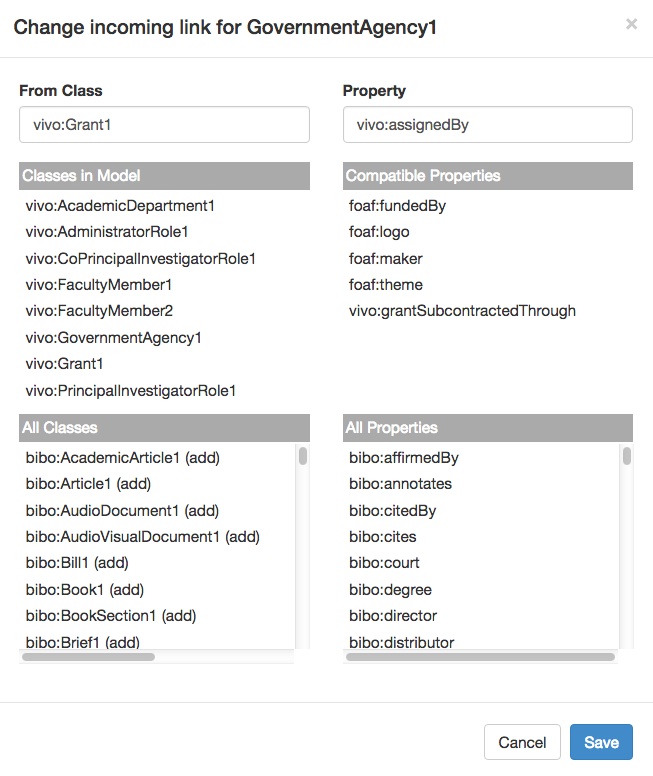 Change incoming link for GovernmentAgency1
×
From Class
vivo:Grant1
Classes in Model
vivo:AcademicDepartment1
vivo:AdministratorRole1
vivo:CoPrincipalInvestigatorRole1
vivo:FacultyMember1
vivo:FacultyMember2
vivo:GovernmentAgency1
vivo:Grant1
vivo:PrincipalInvestigatorRole1
All Classes
bibo:AcademicArticle1 (add)
bibo:Article1 (add)
bibo:AudioDocument1 (add)
bibo:AudioVisualDocument1 (add)
bibo:Bill1 (add)
bibo:Book1 (add)
bibo:BookSection1 (add)
bibo:Brief1 (add)
Property
vivo:assignedBy
Compatible Properties
foaf:fundedBy
foaf:logo
foaf:maker
foaf:theme
vivo:grantSubcontractedThrough
All Properties
bibo:affirmedBy
bibo:annotates
bibo:citedBy
bibo:cites
bibo:court
bibo:degree
bibo:director
bibo:distributor
Cancel
Save